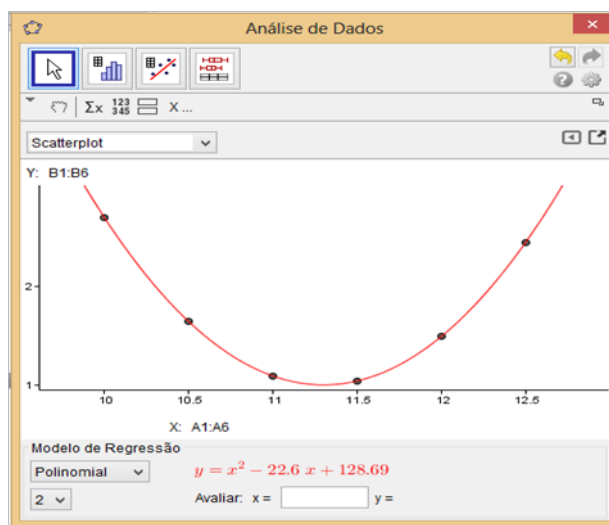 Análise de Dados
Σx 123 345 X ...
Scatterplot
Y: B1:B6
2
1
10 10.5 11 11.5 12 12.5
X: A1:A6
Modelo de Regressão
Polinomial y = x² − 22.6 x + 128.69
2 Avaliar: x = y =